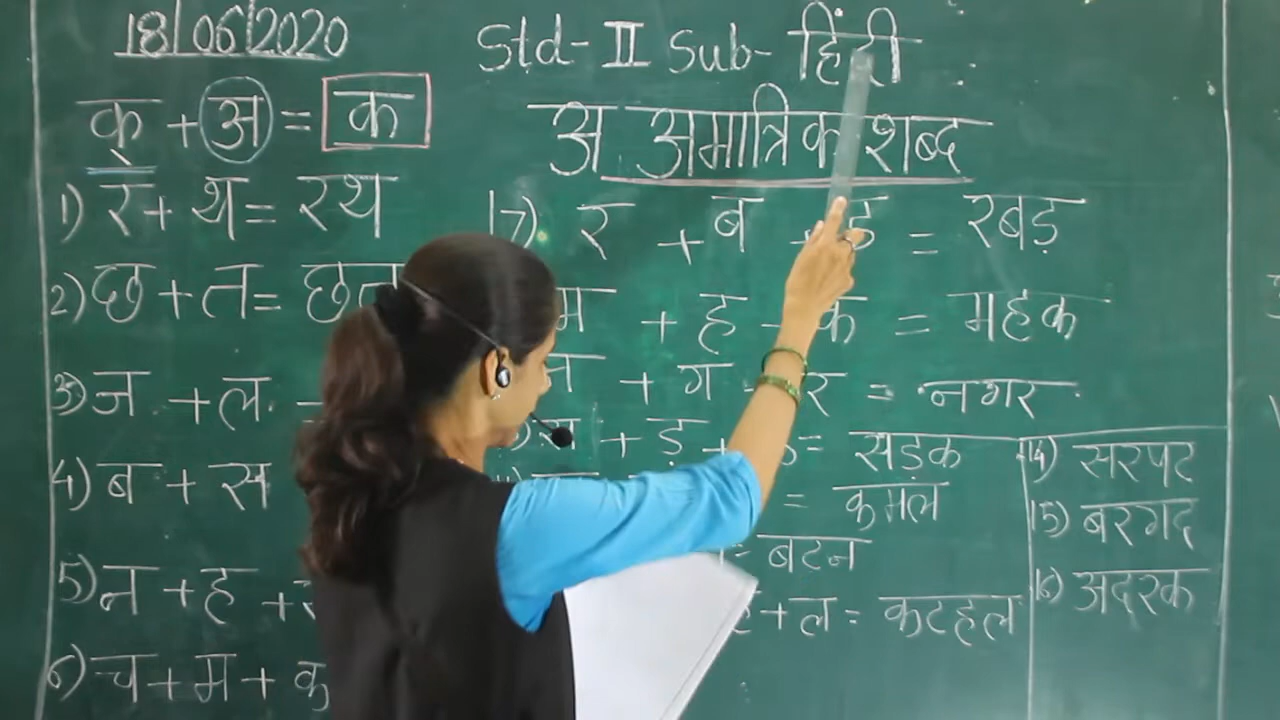 18/06/2020
Std-II Sub-हिंदी
क् + अ = क
अ अमात्रिक शब्द
1) र + थ = रथ
2) छ + त = छत
3) ज + ल
4) ब + स
5) न + ह +
6) च + म + क
7) र + ब + ड़ = रबड़
म + ह + क = महक
न + ग + र = नगर
स + ड़ + क = सड़क
= कमल
= बटन
+ ल = कटहल
14) सरपट
15) बरगद
16) अदरक